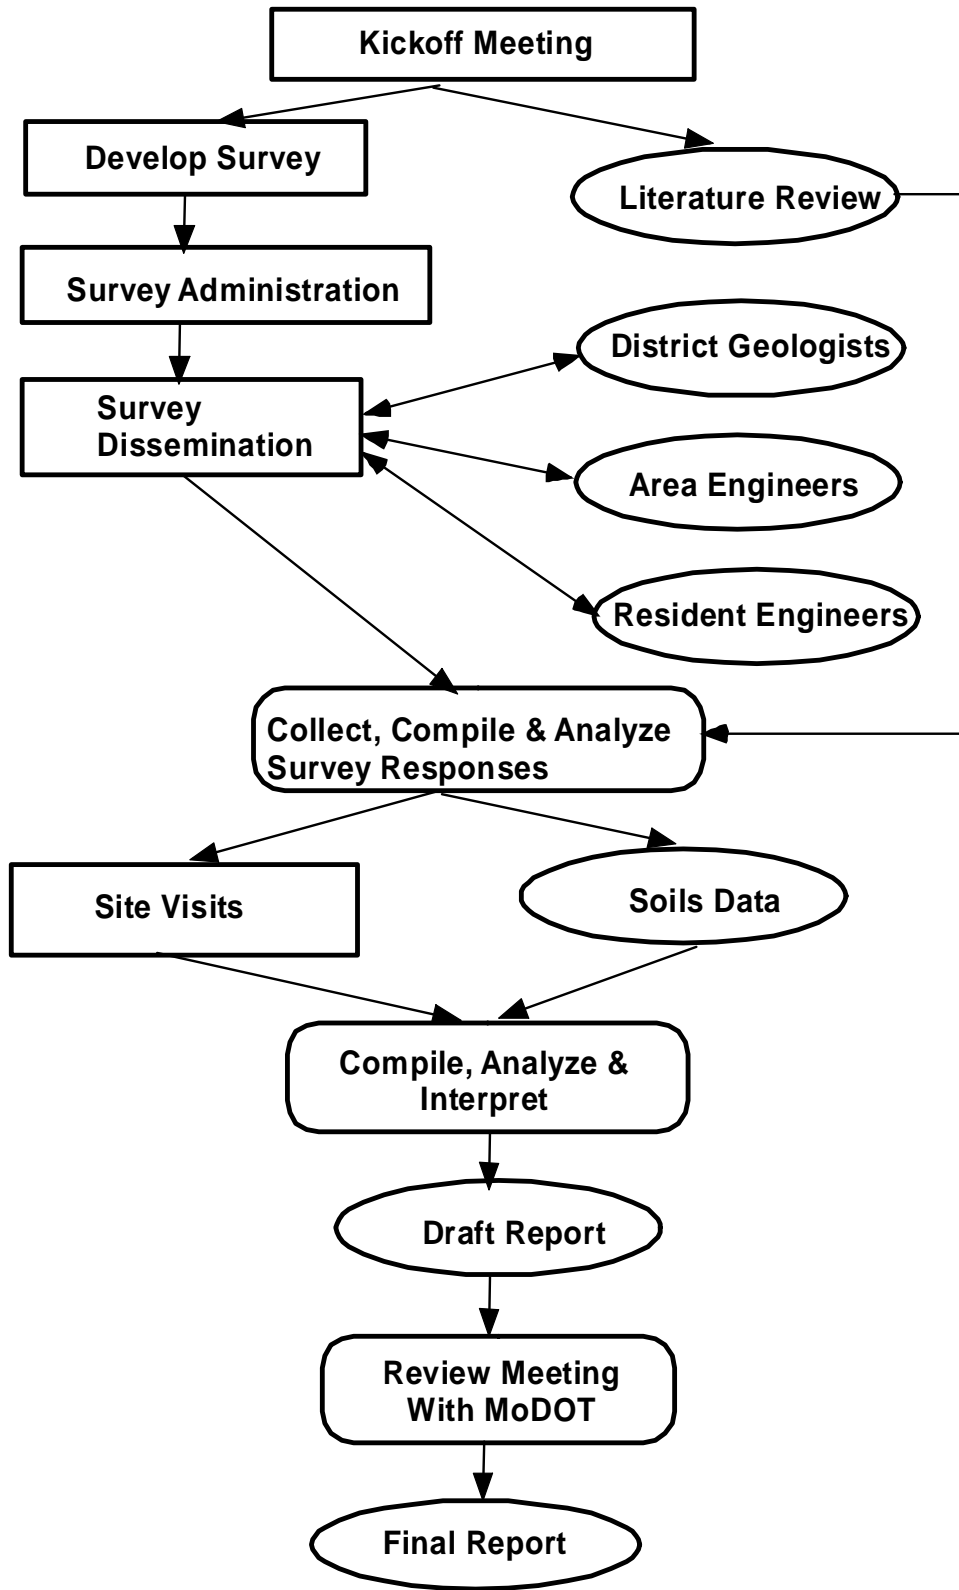 Kickoff Meeting
Develop Survey
Literature Review
Survey Administration
District Geologists
Survey
Dissemination
Area Engineers
Resident Engineers
Collect, Compile & Analyze
Survey Responses
Site Visits
Soils Data
Compile, Analyze &
Interpret
Draft Report
Review Meeting
With MoDOT
Final Report